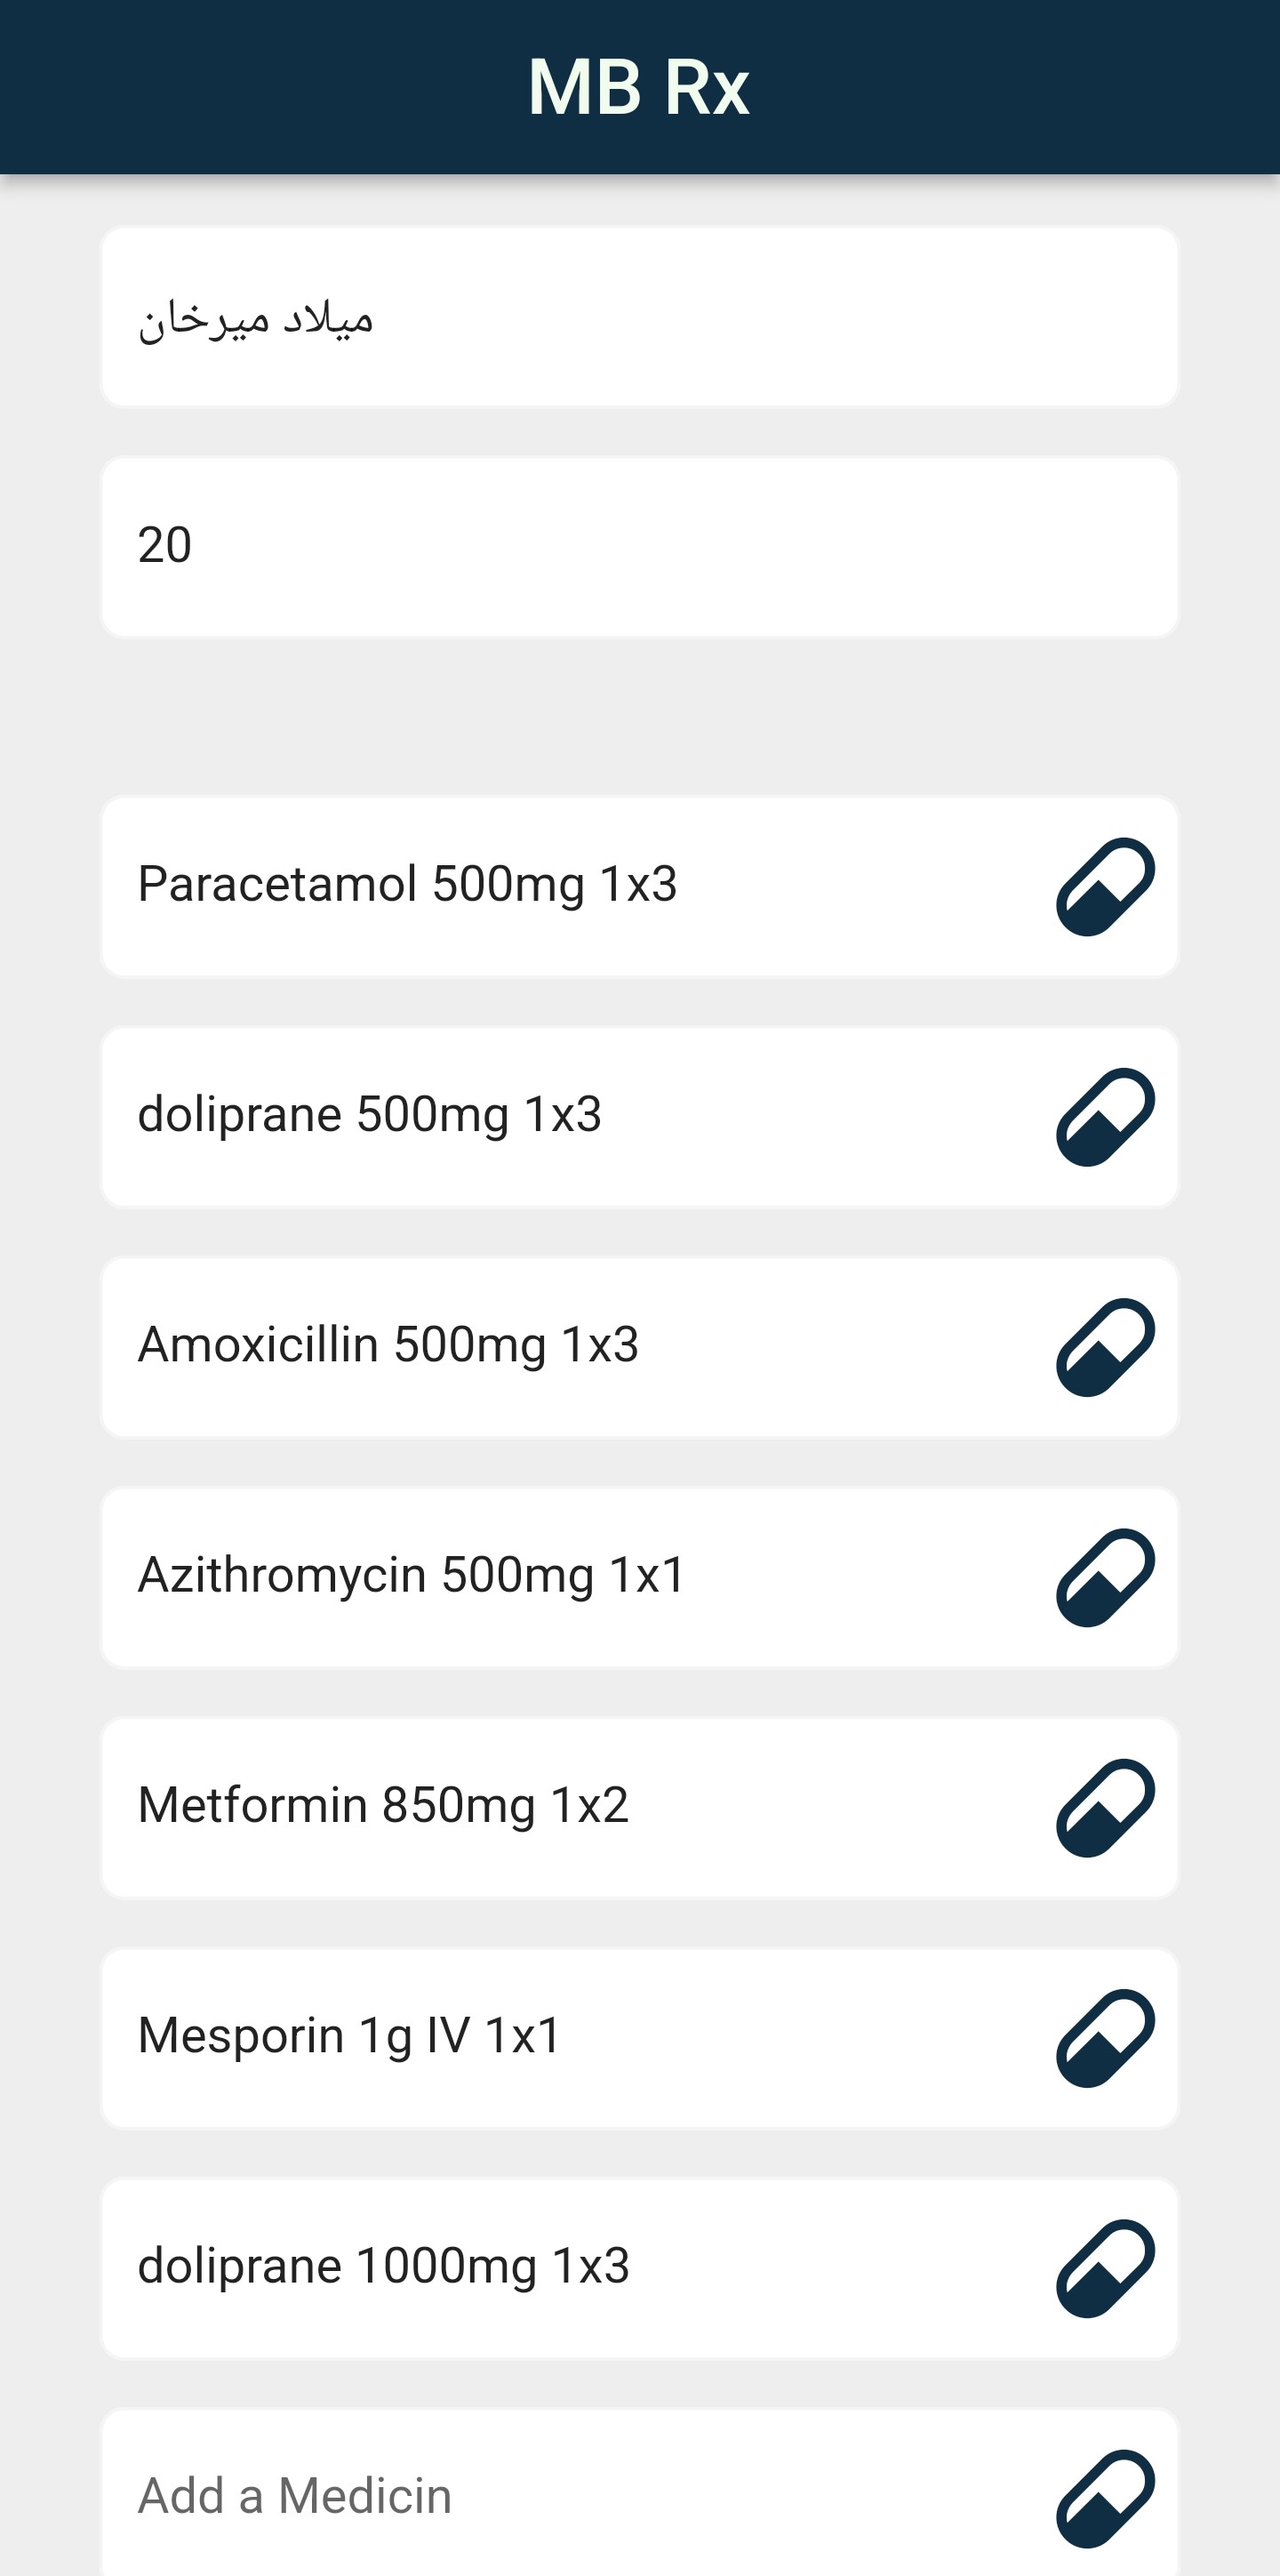 MB Rx
میلاد میرخان
20
Paracetamol 500mg 1x3
doliprane 500mg 1x3
Amoxicillin 500mg 1x3
Azithromycin 500mg 1x1
Metformin 850mg 1x2
Mesporin 1g IV 1x1
doliprane 1000mg 1x3
Add a Medicin